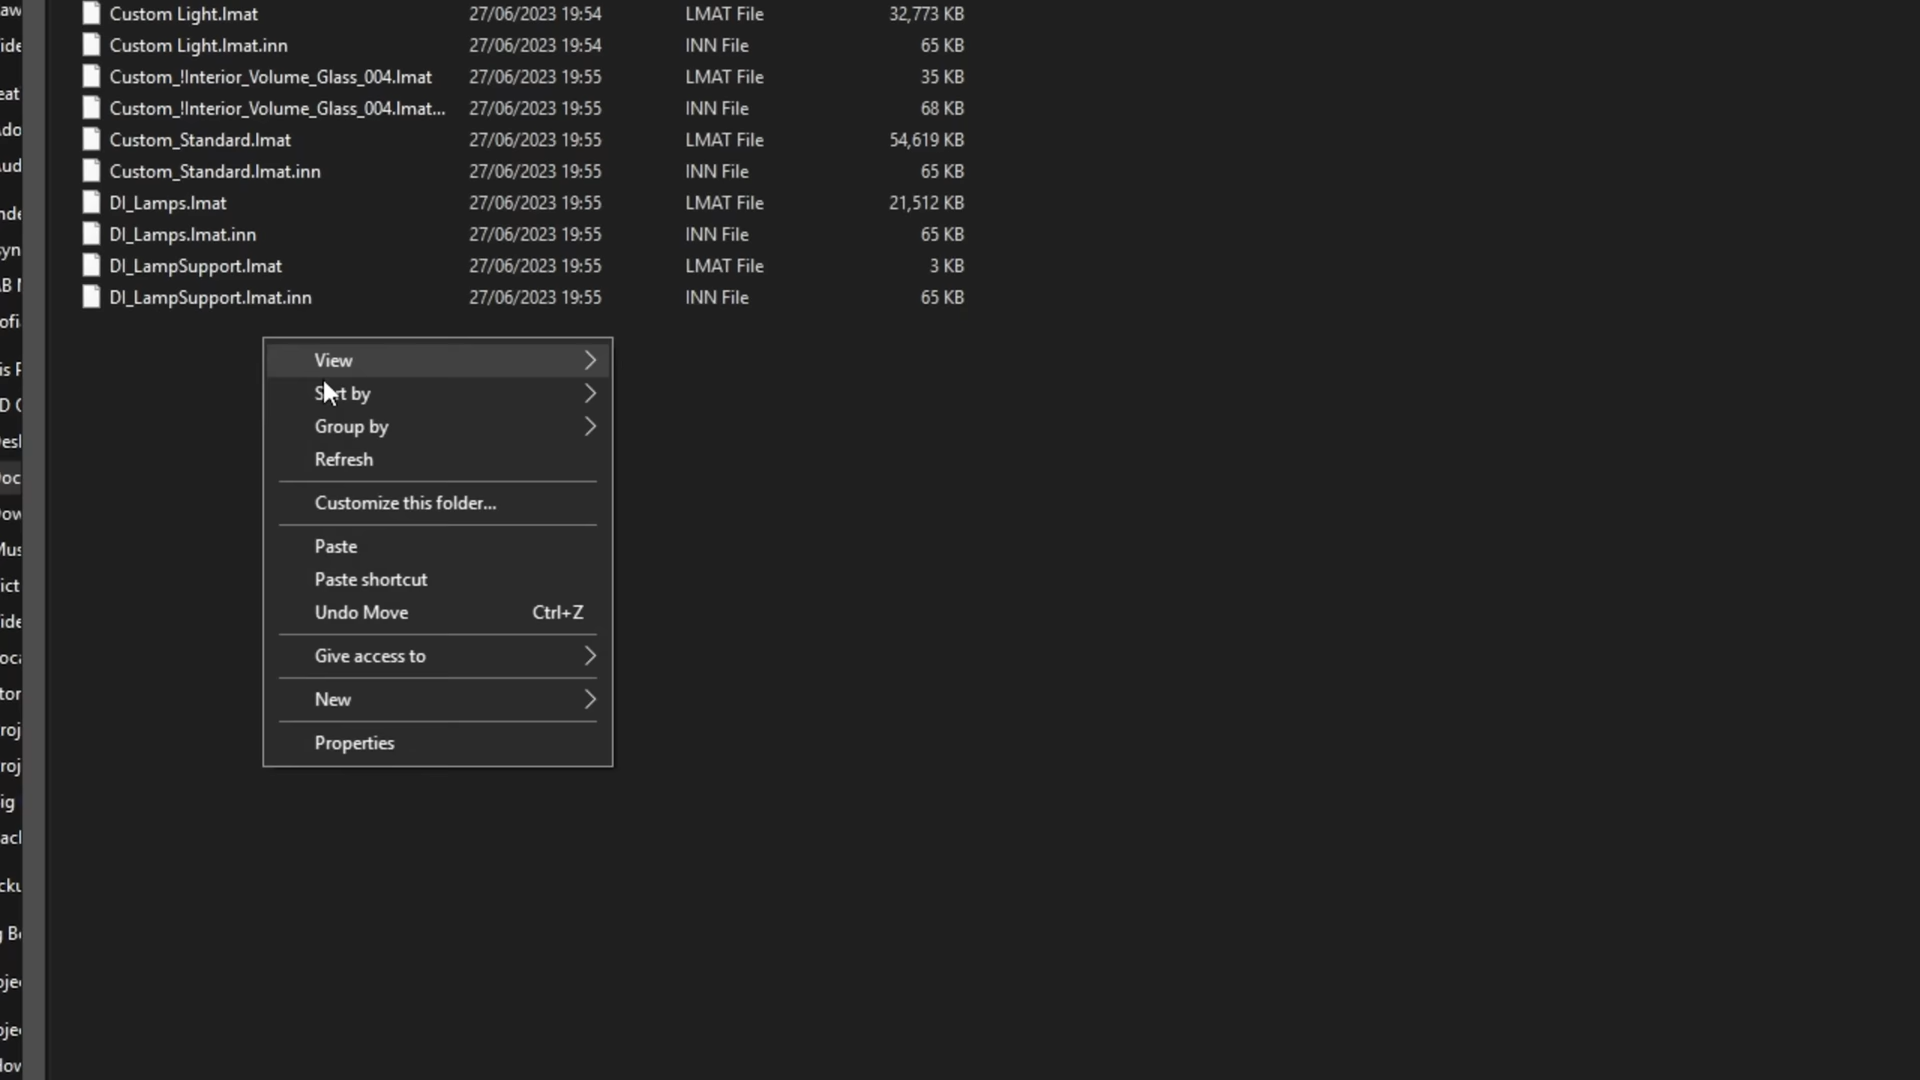 Custom Light.lmat 27/06/2023 19:54 LMAT File 32,773 KB
Custom Light.lmat.inn 27/06/2023 19:54 INN File 65 KB
Custom_!Interior_Volume_Glass_004.lmat 27/06/2023 19:55 LMAT File 35 KB
Custom_!Interior_Volume_Glass_004.lmat... 27/06/2023 19:55 INN File 68 KB
Custom_Standard.lmat 27/06/2023 19:55 LMAT File 54,619 KB
Custom_Standard.lmat.inn 27/06/2023 19:55 INN File 65 KB
DI_Lamps.lmat 27/06/2023 19:55 LMAT File 21,512 KB
DI_Lamps.lmat.inn 27/06/2023 19:55 INN File 65 KB
DI_LampSupport.lmat 27/06/2023 19:55 LMAT File 3 KB
DI_LampSupport.lmat.inn 27/06/2023 19:55 INN File 65 KB
View
Sort by
Group by
Refresh
Customize this folder...
Paste
Paste shortcut
Undo Move Ctrl+Z
Give access to
New
Properties